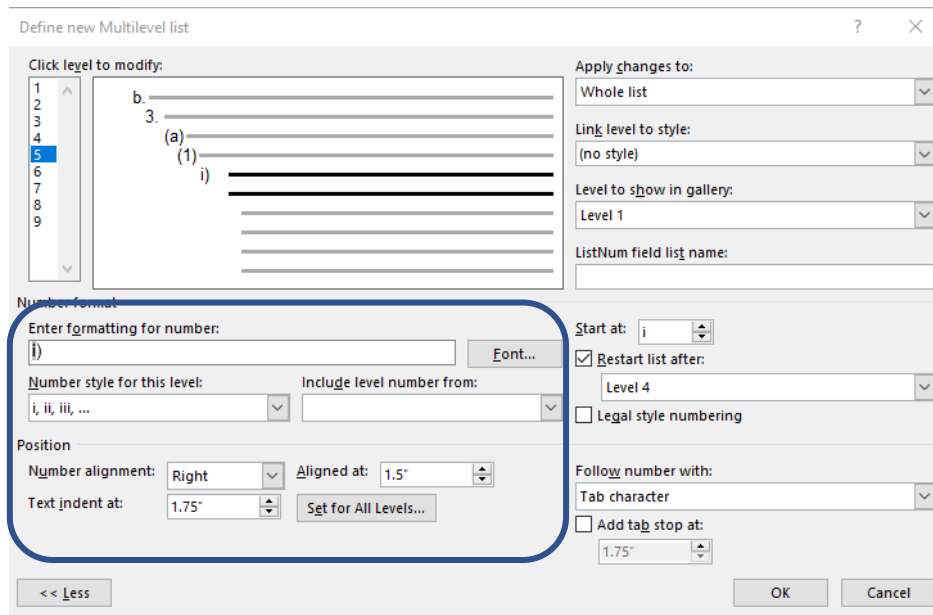 Define new Multilevel list
? ×
Click level to modify:
1
2
3
4
5
6
7
8
9
b.
3.
(a)
(1)
i)
Apply changes to:
Whole list
Link level to style:
(no style)
Level to show in gallery:
Level 1
ListNum field list name:
Number format
Enter formatting for number:
i)
Font...
Number style for this level:
Include level number from:
i, ii, iii, ...
Start at: i
Restart list after:
Level 4
Legal style numbering
Position
Number alignment: Right
Aligned at: 1.5"
Text indent at: 1.75"
Set for All Levels...
Follow number with:
Tab character
Add tab stop at:
1.75"
<< Less
OK
Cancel